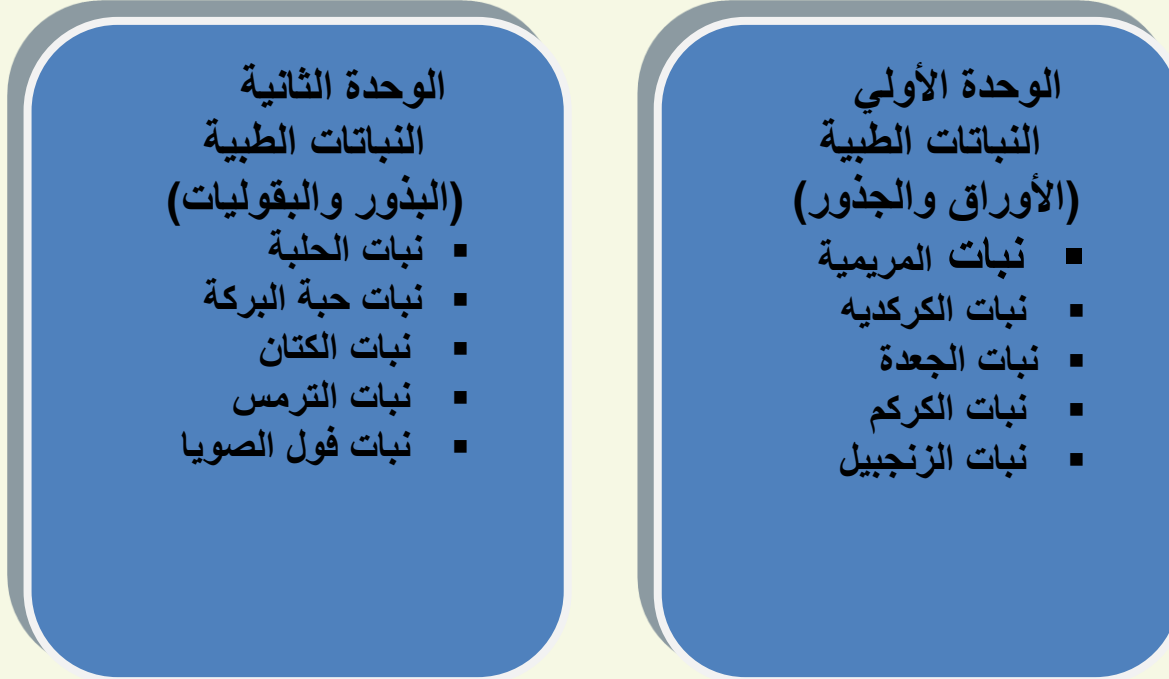 الوحدة الأولي
النباتات الطبية
(الأوراق والجذور)
▪ نبات المريمية
▪ نبات الكركديه
▪ نبات الجعدة
▪ نبات الكركم
▪ نبات الزنجبيل
الوحدة الثانية
النباتات الطبية
(البذور والبقوليات)
▪ نبات الحلبة
▪ نبات حبة البركة
▪ نبات الكتان
▪ نبات الترمس
▪ نبات فول الصويا